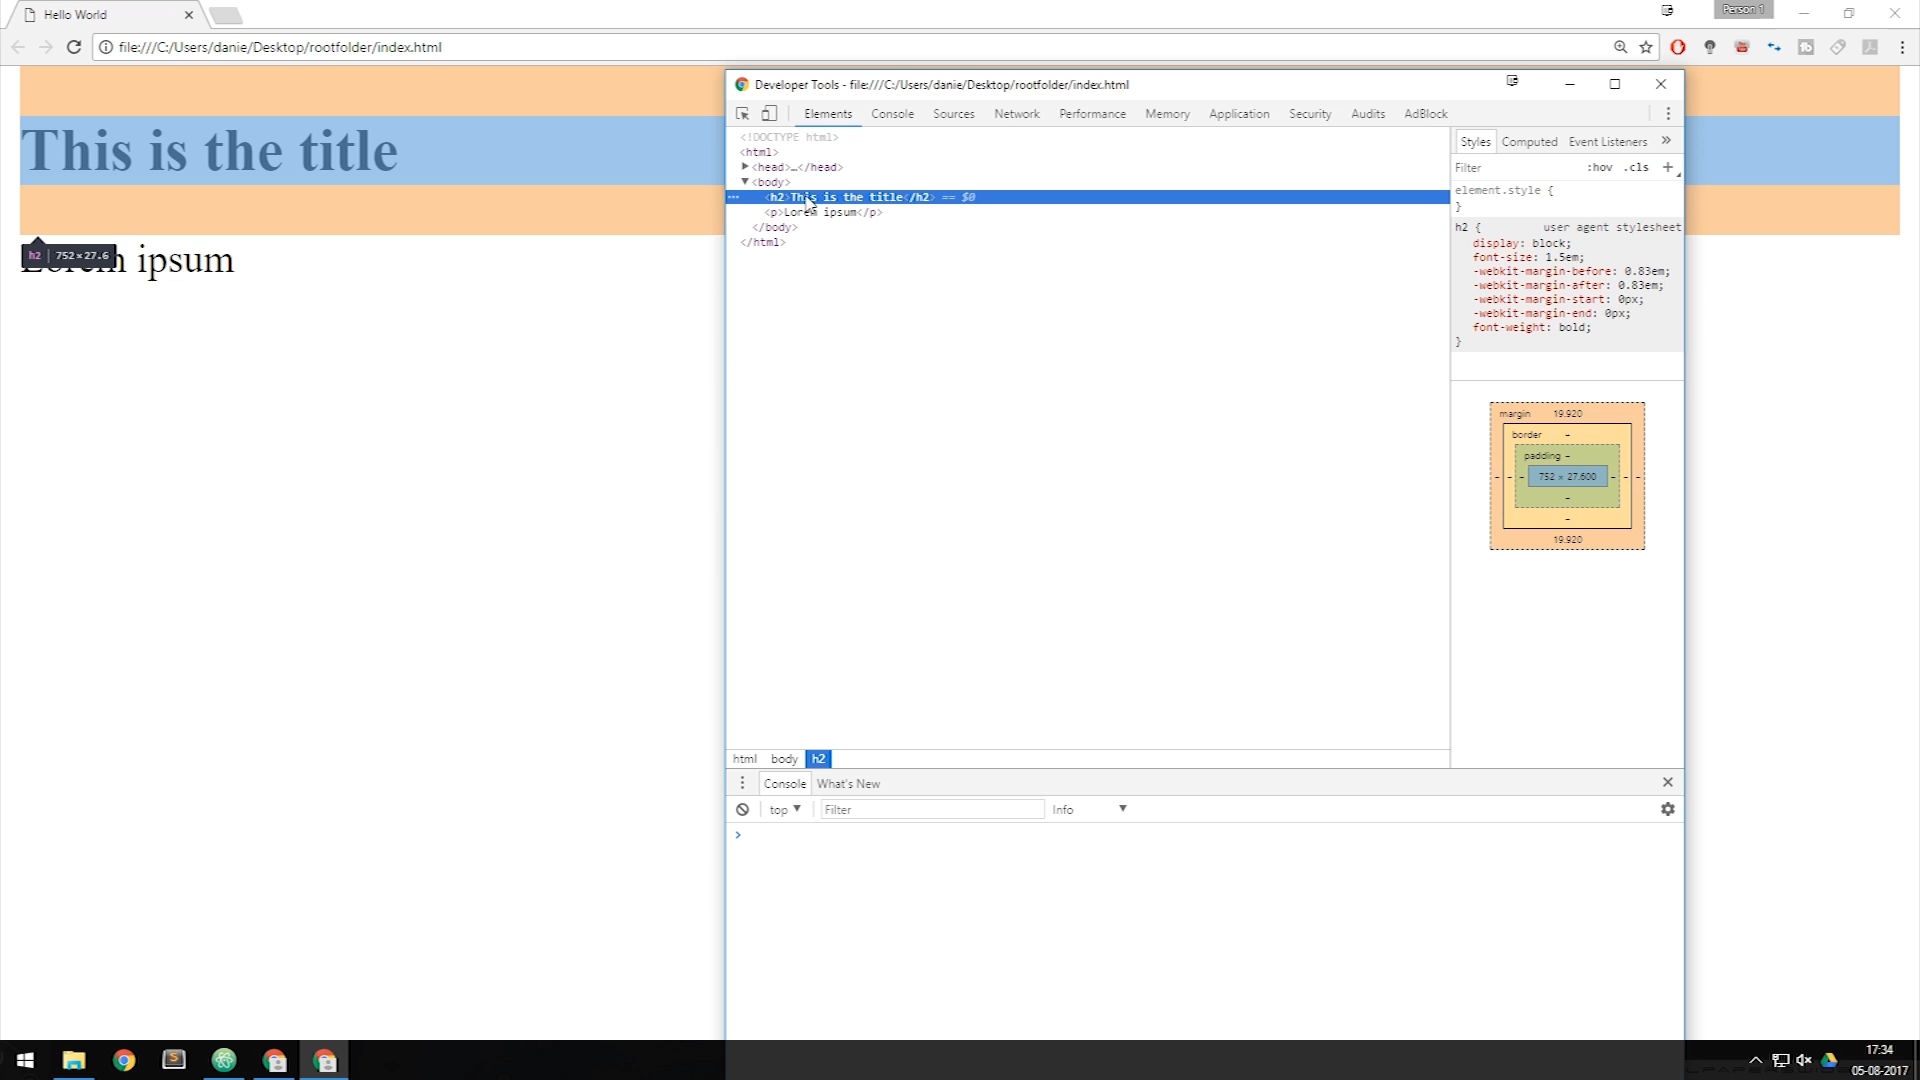 Hello World
Person 1
file:///C:/Users/danie/Desktop/rootfolder/index.html
Developer Tools - file:///C:/Users/danie/Desktop/rootfolder/index.html
Elements Console Sources Network Performance Memory Application Security Audits AdBlock
This is the title
h2 752×27.6
ipsum
<!DOCTYPE html>
<html>
<head>…</head>
<body>
<h2>This is the title</h2> == $0
<p>Lorem ipsum</p>
</body>
</html>
Styles Computed Event Listeners »
Filter :hov .cls +
element.style {
}
h2 { user agent stylesheet
display: block;
font-size: 1.5em;
-webkit-margin-before: 0.83em;
-webkit-margin-after: 0.83em;
-webkit-margin-start: 0px;
-webkit-margin-end: 0px;
font-weight: bold;
}
margin 19.920
border -
padding -
- - - 752 × 27.600 - - -
-
-
19.920
html body h2
Console What's New
top Filter Info
>
17:34
05-08-2017